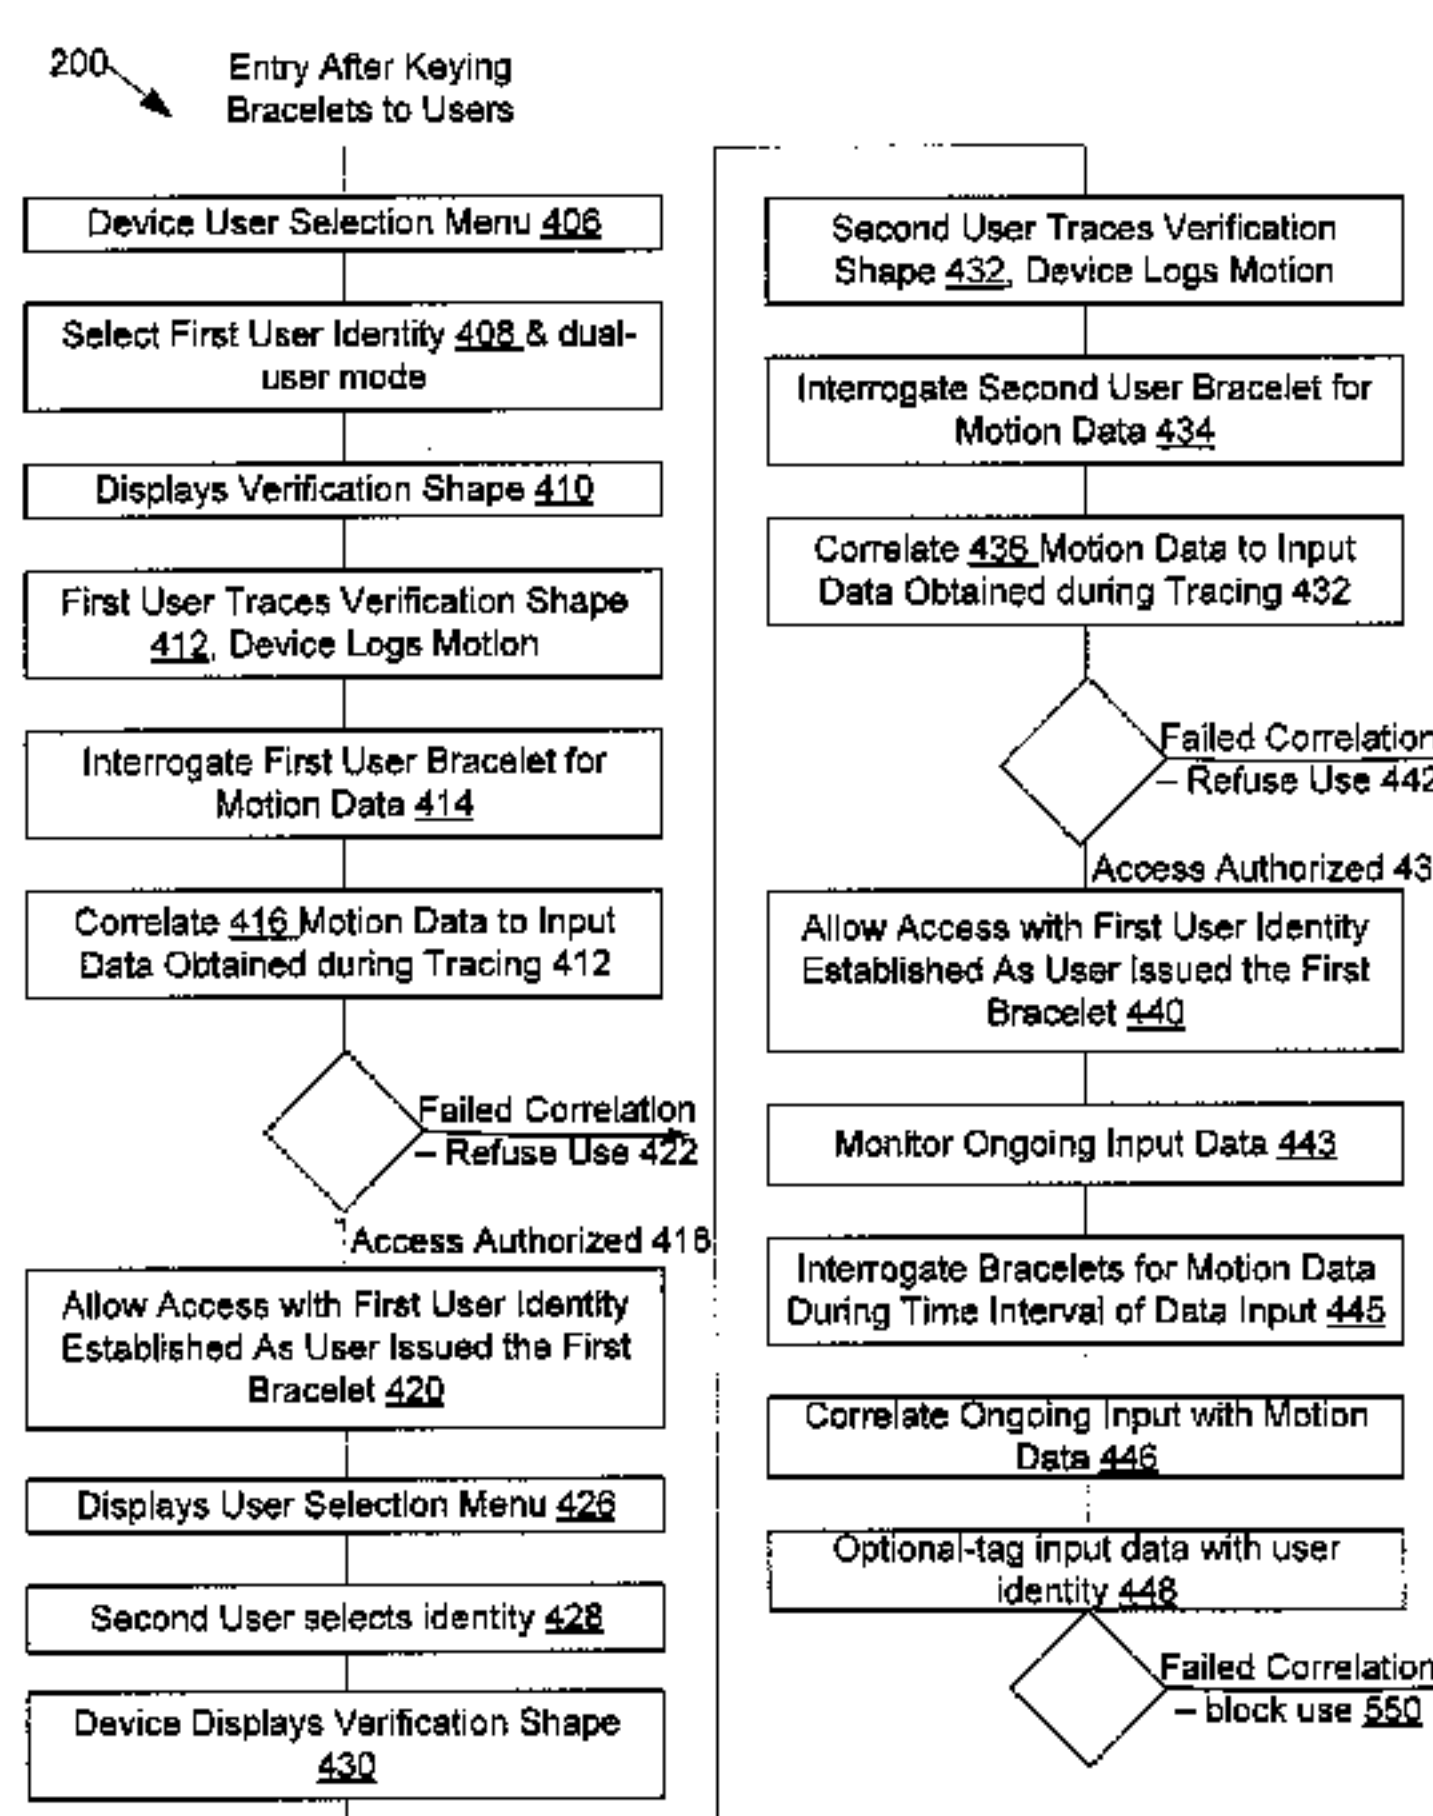 200
Entry After Keying
Bracelets to Users
Device User Selection Menu 406
Select First User Identity 408 & dual-
user mode
Displays Verification Shape 410
First User Traces Verification Shape
412, Device Logs Motion
Interrogate First User Bracelet for
Motion Data 414
Correlate 416 Motion Data to Input
Data Obtained during Tracing 412
Failed Correlation
– Refuse Use 422
Access Authorized 418
Allow Access with First User Identity
Established As User Issued the First
Bracelet 420
Displays User Selection Menu 426
Second User selects identity 428
Device Displays Verification Shape
430
Second User Traces Verification
Shape 432, Device Logs Motion
Interrogate Second User Bracelet for
Motion Data 434
Correlate 436 Motion Data to Input
Data Obtained during Tracing 432
Failed Correlation
– Refuse Use 442
Access Authorized 43
Allow Access with First User Identity
Established As User Issued the First
Bracelet 440
Monitor Ongoing Input Data 443
Interrogate Bracelets for Motion Data
During Time Interval of Data Input 445
Correlate Ongoing Input with Motion
Data 446
Optional-tag input data with user
identity 448
Failed Correlation
– block use 550